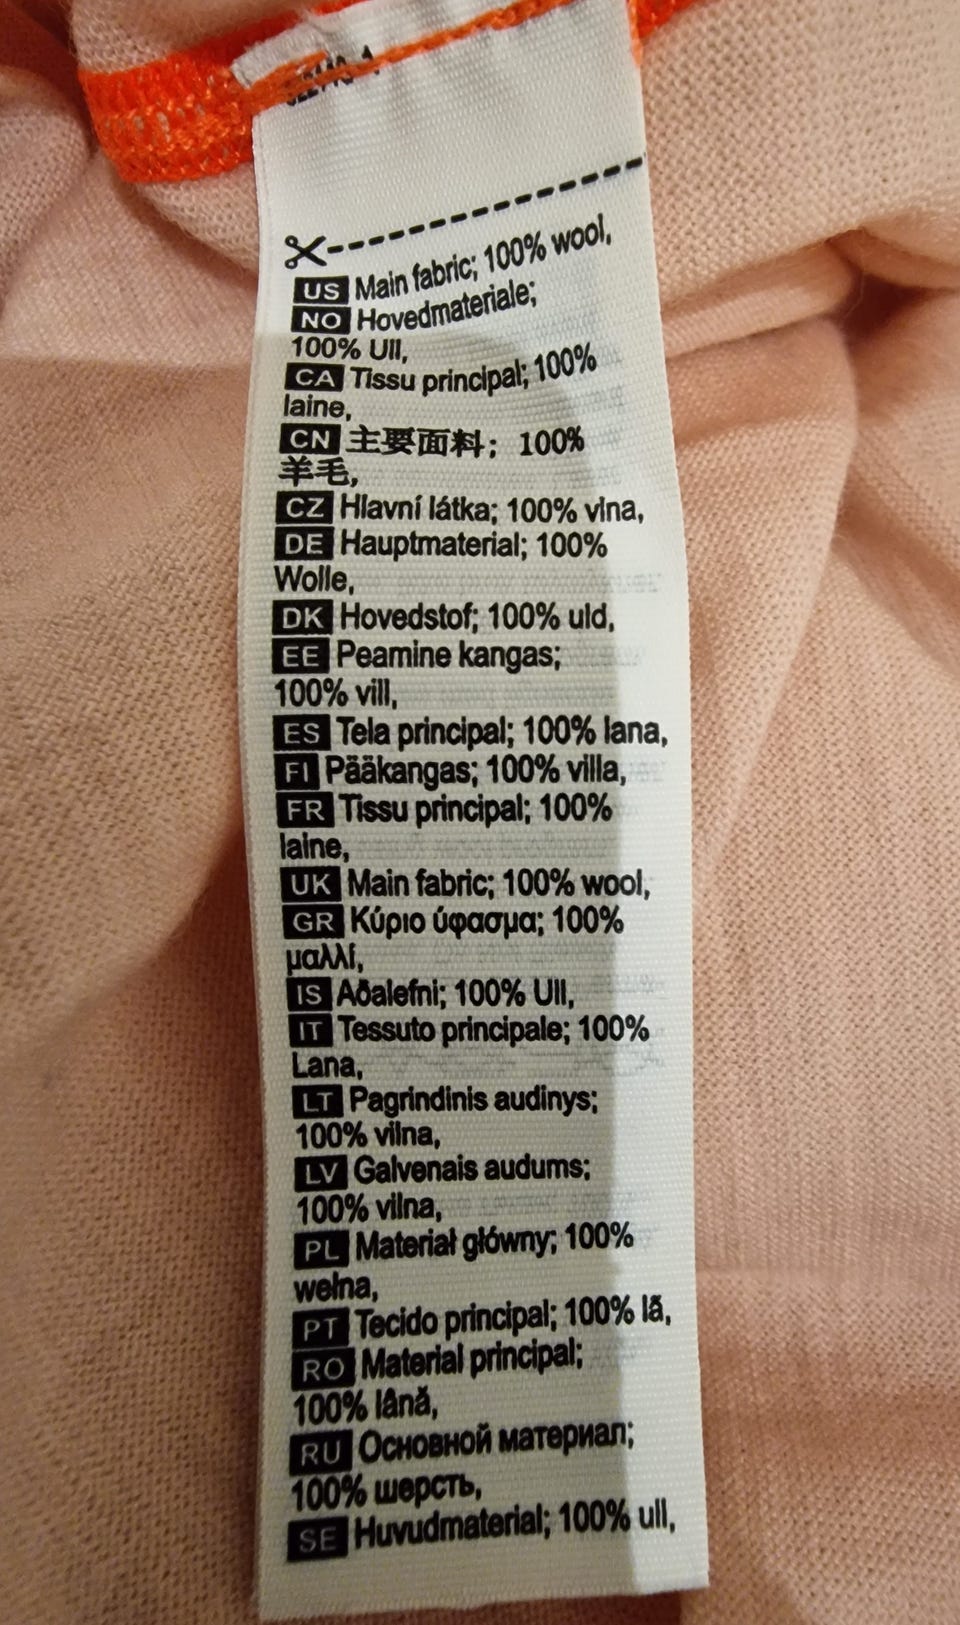 US Main fabric; 100% wool,
NO Hovedmateriale;
100% Ull,
CA Tissu principal; 100%
laine,
CN 主要面料； 100%
羊毛,
CZ Hlavní látka; 100% vlna,
DE Hauptmaterial; 100%
Wolle,
DK Hovedstof; 100% uld,
EE Peamine kangas;
100% vill,
ES Tela principal; 100% lana,
FI Pääkangas; 100% villa,
FR Tissu principal; 100%
laine,
UK Main fabric; 100% wool,
GR Κύριο ύφασμα; 100%
μαλλί,
IS Aðalefni; 100% Ull,
IT Tessuto principale; 100%
Lana,
LT Pagrindinis audinys;
100% vilna,
LV Galvenais audums;
100% vilna,
PL Materiał główny; 100%
wełna,
PT Tecido principal; 100% lã,
RO Material principal;
100% lână,
RU Основной материал;
100% шерсть,
SE Huvudmaterial; 100% ull,